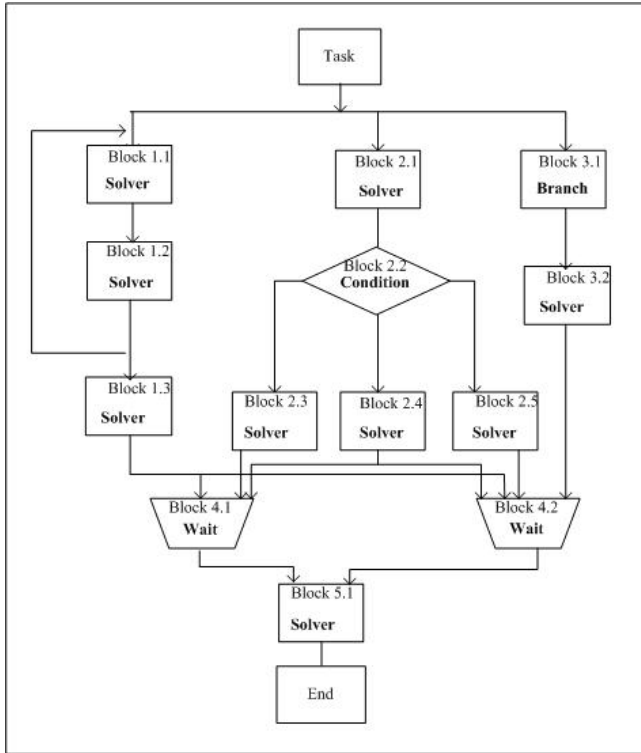 Task
Block 1.1
Solver
Block 2.1
Solver
Block 3.1
Branch
Block 1.2
Solver
Block 2.2
Condition
Block 3.2
Solver
Block 1.3
Solver
Block 2.3
Solver
Block 2.4
Solver
Block 2.5
Solver
Block 4.1
Wait
Block 4.2
Wait
Block 5.1
Solver
End